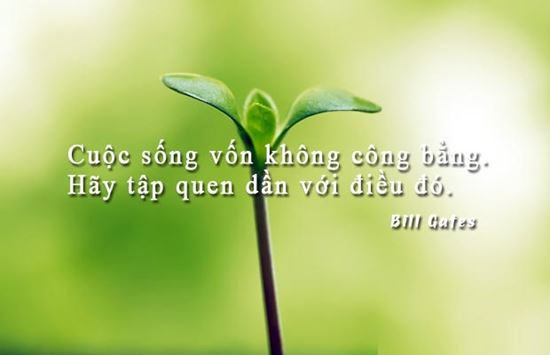 Cuộc sống vốn không công bằng.
Hãy tập quen dần với điều đó.
Bill Gates